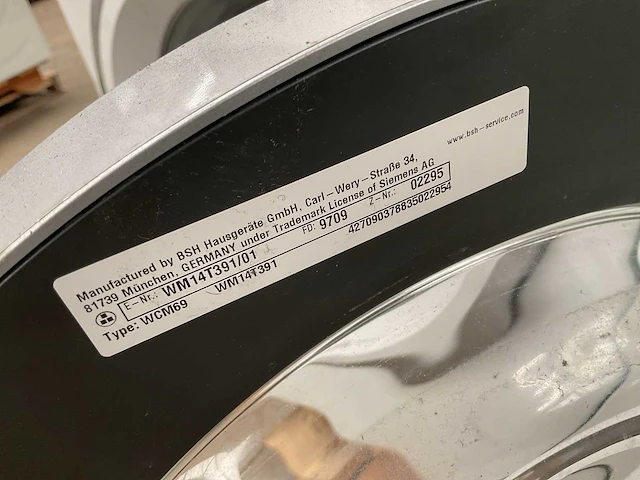 www.bsh-service.com
Manufactured by BSH Hausgeräte GmbH, Carl-Wery-Straße 34,
81739 München, GERMANY under Trademark License of Siemens AG
E-Nr.: WM14T391/01 FD: 9709 Z-Nr.: 02295
Type: WCM69 WM14T391 427090378635022954